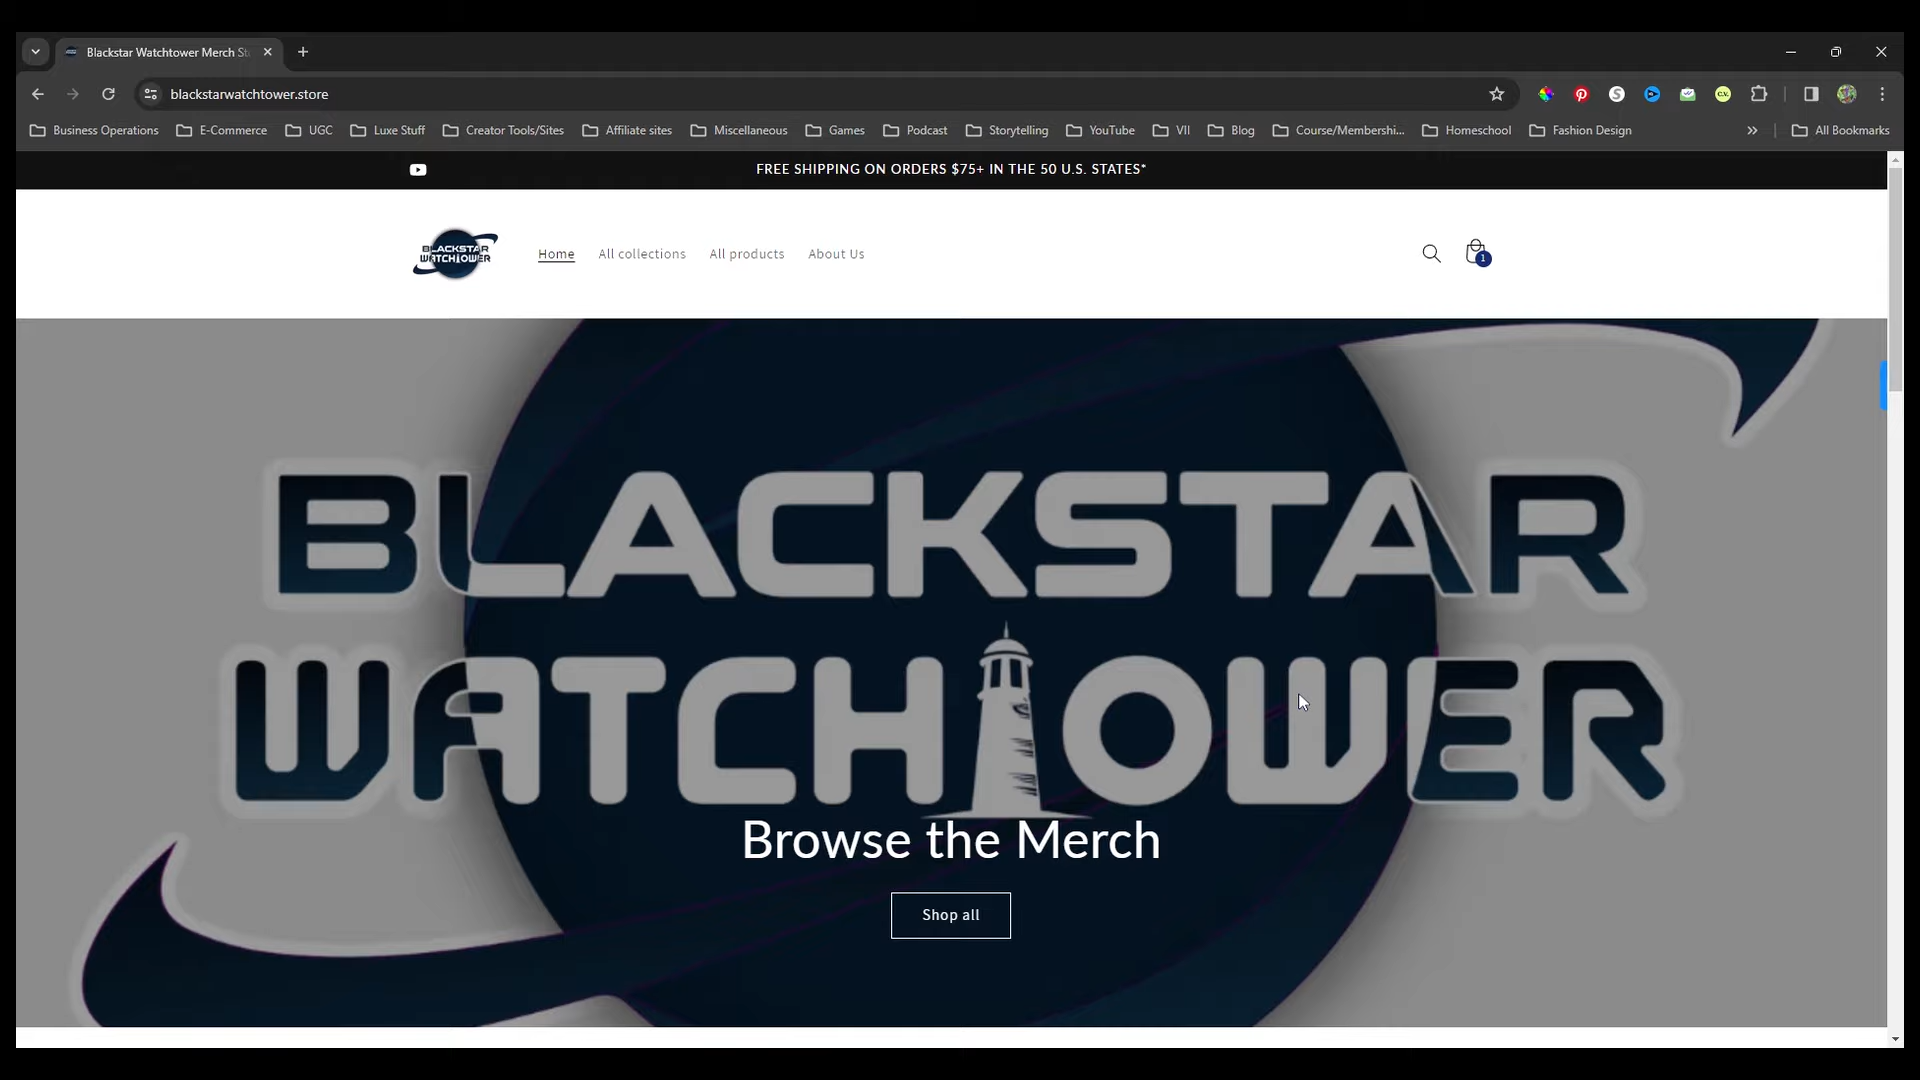 Blackstar Watchtower Merch St
blackstarwatchtower.store
Business Operations E-Commerce UGC Luxe Stuff Creator Tools/Sites Affiliate sites Miscellaneous Games Podcast Storytelling YouTube VII Blog Course/Membershi... Homeschool Fashion Design » All Bookmarks
FREE SHIPPING ON ORDERS $75+ IN THE 50 U.S. STATES*
BLACKSTAR
WATCHTOWER
Home All collections All products About Us
1
BLACKSTAR
WATCHTOWER
Browse the Merch
Shop all